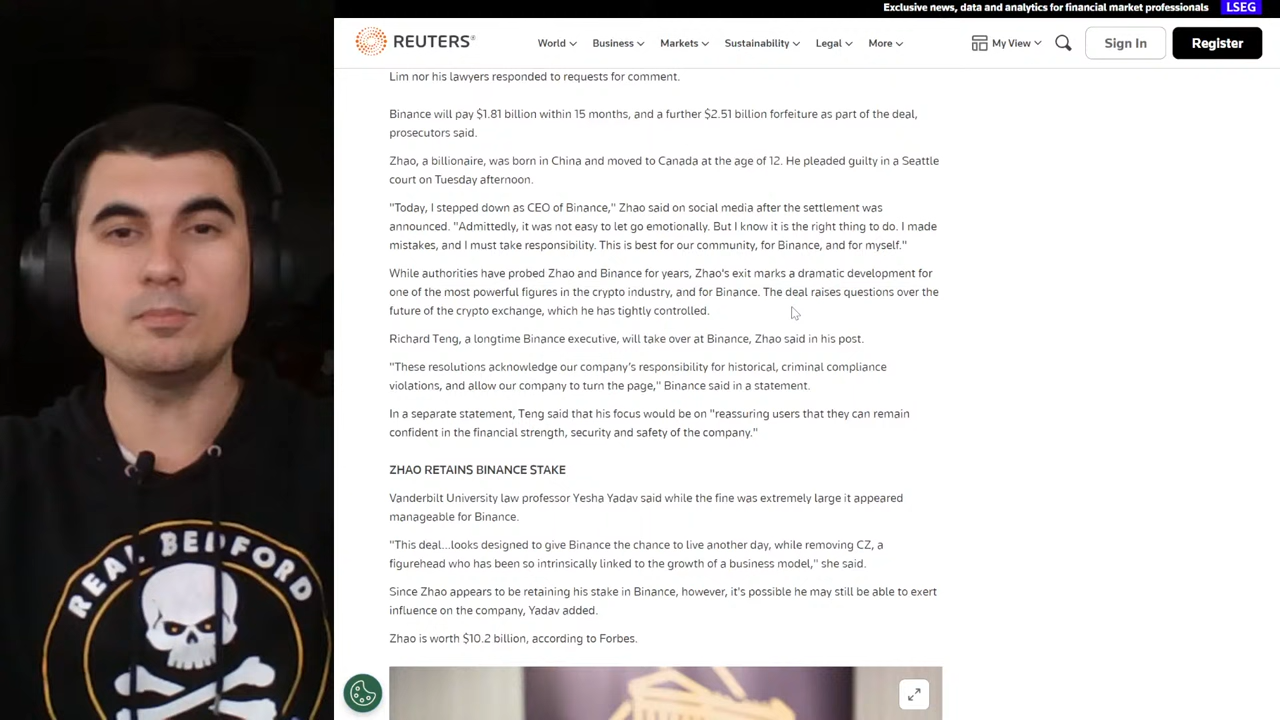 Exclusive news, data and analytics for financial market professionals LSEG
REUTERS
World Business Markets Sustainability Legal More My View Sign In Register
Lim nor his lawyers responded to requests for comment.
Binance will pay $1.81 billion within 15 months, and a further $2.51 billion forfeiture as part of the deal,
prosecutors said.
Zhao, a billionaire, was born in China and moved to Canada at the age of 12. He pleaded guilty in a Seattle
court on Tuesday afternoon.
"Today, I stepped down as CEO of Binance," Zhao said on social media after the settlement was
announced. "Admittedly, it was not easy to let go emotionally. But I know it is the right thing to do. I made
mistakes, and I must take responsibility. This is best for our community, for Binance, and for myself."
While authorities have probed Zhao and Binance for years, Zhao's exit marks a dramatic development for
one of the most powerful figures in the crypto industry, and for Binance. The deal raises questions over the
future of the crypto exchange, which he has tightly controlled.
Richard Teng, a longtime Binance executive, will take over at Binance, Zhao said in his post.
"These resolutions acknowledge our company's responsibility for historical, criminal compliance
violations, and allow our company to turn the page," Binance said in a statement.
In a separate statement, Teng said that his focus would be on "reassuring users that they can remain
confident in the financial strength, security and safety of the company."
ZHAO RETAINS BINANCE STAKE
Vanderbilt University law professor Yesha Yadav said while the fine was extremely large it appeared
manageable for Binance.
"This deal...looks designed to give Binance the chance to live another day, while removing CZ, a
figurehead who has been so intrinsically linked to the growth of a business model," she said.
Since Zhao appears to be retaining his stake in Binance, however, it's possible he may still be able to exert
influence on the company, Yadav added.
Zhao is worth $10.2 billion, according to Forbes.
REAL BEDFORD